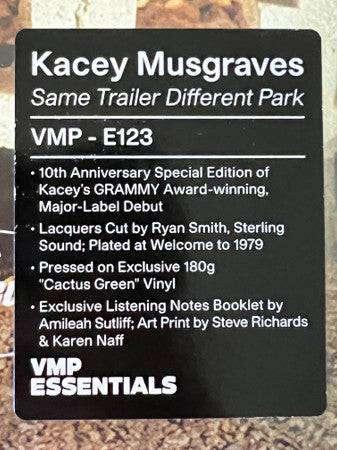 Kacey Musgraves
Same Trailer Different Park
VMP - E123
• 10th Anniversary Special Edition of
Kacey's GRAMMY Award-winning,
Major-Label Debut
• Lacquers Cut by Ryan Smith, Sterling
Sound; Plated at Welcome to 1979
• Pressed on Exclusive 180g
"Cactus Green" Vinyl
• Exclusive Listening Notes Booklet by
Amileah Sutliff; Art Print by Steve Richards
& Karen Naff
VMP
ESSENTIALS